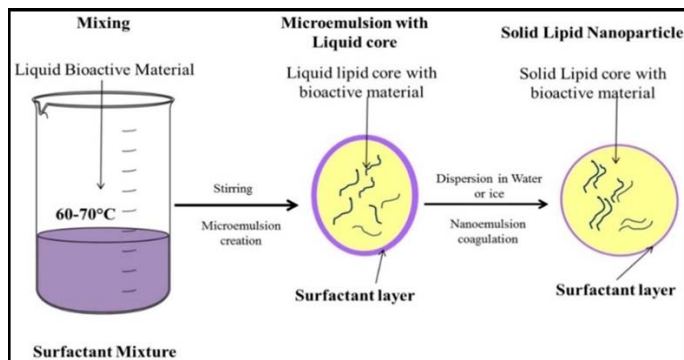 Mixing
Liquid Bioactive Material
60-70°C
Surfactant Mixture
Stirring
Microemulsion
creation
Microemulsion with
Liquid core
Liquid lipid core with
bioactive material
Surfactant layer
Dispersion in Water
or ice
Nanoemulsion
coagulation
Solid Lipid Nanoparticle
Solid Lipid core with
bioactive material
Surfactant layer